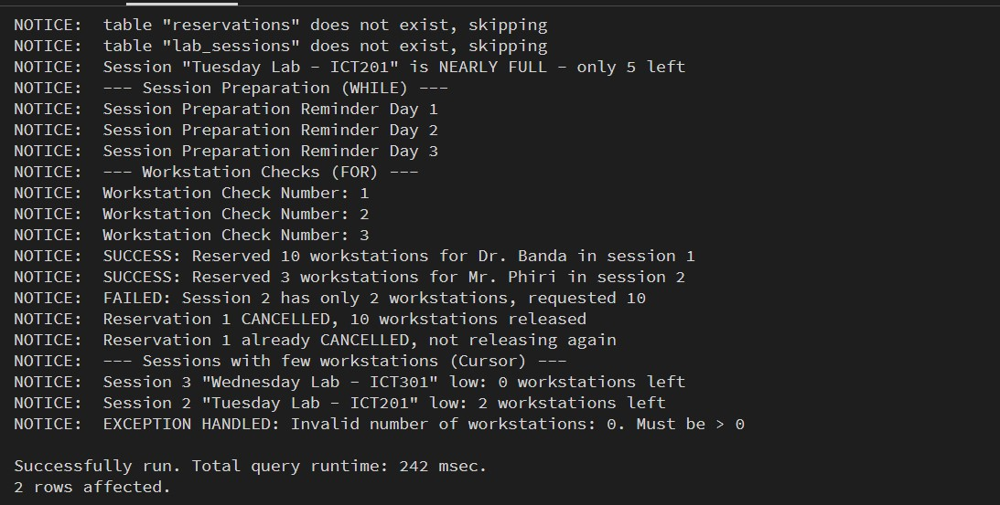 NOTICE:  table "reservations" does not exist, skipping
NOTICE:  table "lab_sessions" does not exist, skipping
NOTICE:  Session "Tuesday Lab – ICT201" is NEARLY FULL – only 5 left
NOTICE:  --- Session Preparation (WHILE) ---
NOTICE:  Session Preparation Reminder Day 1
NOTICE:  Session Preparation Reminder Day 2
NOTICE:  Session Preparation Reminder Day 3
NOTICE:  --- Workstation Checks (FOR) ---
NOTICE:  Workstation Check Number: 1
NOTICE:  Workstation Check Number: 2
NOTICE:  Workstation Check Number: 3
NOTICE:  SUCCESS: Reserved 10 workstations for Dr. Banda in session 1
NOTICE:  SUCCESS: Reserved 3 workstations for Mr. Phiri in session 2
NOTICE:  FAILED: Session 2 has only 2 workstations, requested 10
NOTICE:  Reservation 1 CANCELLED, 10 workstations released
NOTICE:  Reservation 1 already CANCELLED, not releasing again
NOTICE:  --- Sessions with few workstations (Cursor) ---
NOTICE:  Session 3 "Wednesday Lab – ICT301" low: 0 workstations left
NOTICE:  Session 2 "Tuesday Lab – ICT201" low: 2 workstations left
NOTICE:  EXCEPTION HANDLED: Invalid number of workstations: 0. Must be > 0
Successfully run. Total query runtime: 242 msec.
2 rows affected.